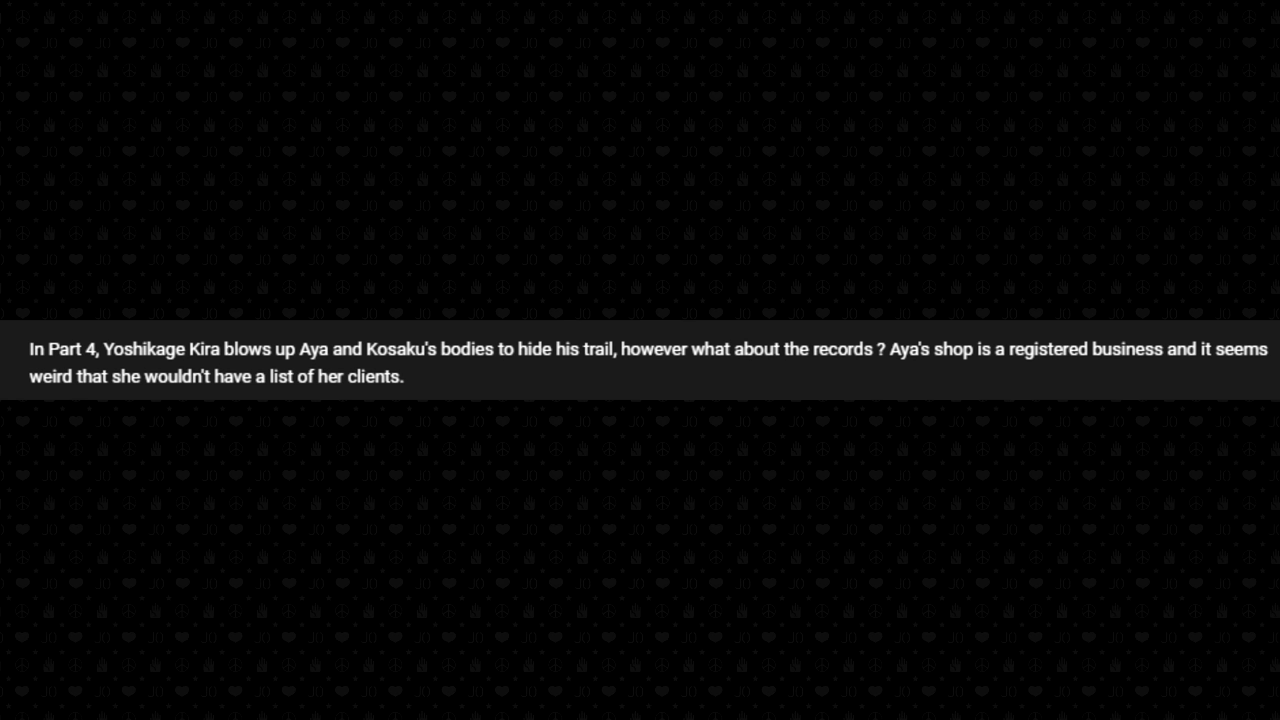 In Part 4, Yoshikage Kira blows up Aya and Kosaku's bodies to hide his trail, however what about the records ? Aya's shop is a registered business and it seems
weird that she wouldn't have a list of her clients.